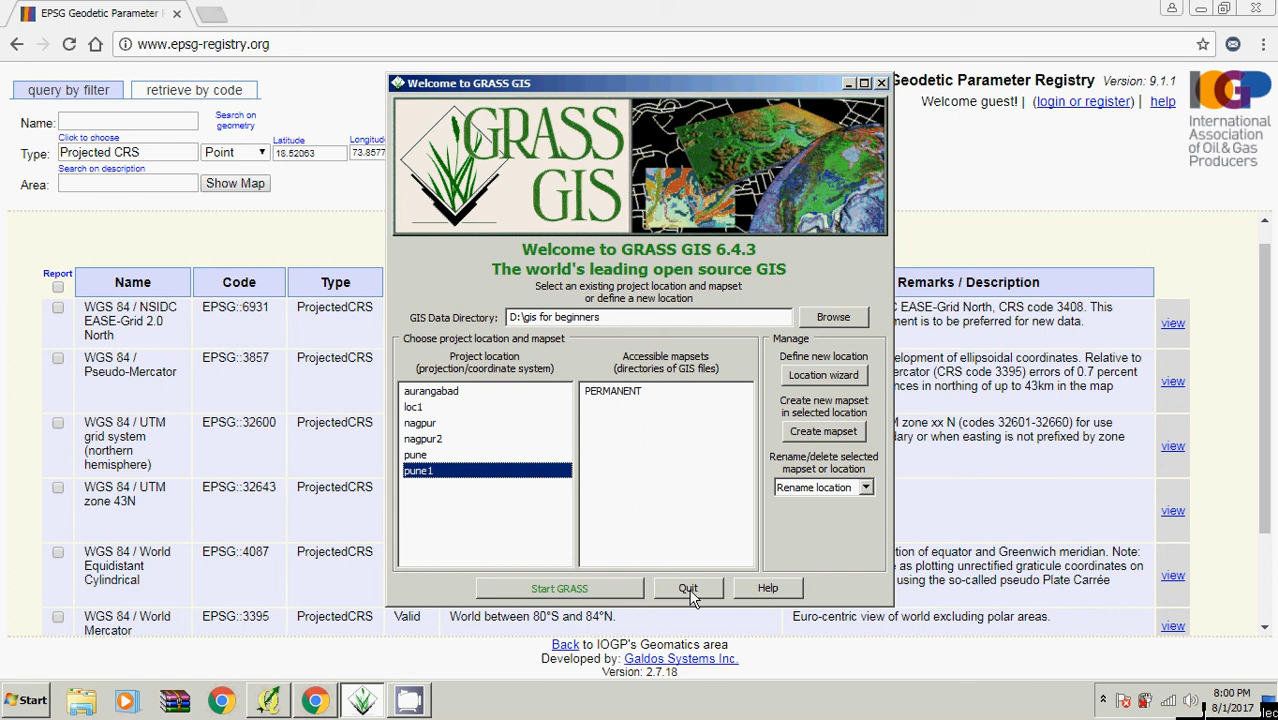 EPSG Geodetic Parameter
www.epsg-registry.org
query by filter
retrieve by code
Name:
Search on
geometry
Click to choose
Type: Projected CRS
Point
Latitude
18.52063
Longitud
73.8577
Search on description
Area:
Show Map
Geodetic Parameter Registry Version: 9.1.1
Welcome guest! (login or register) help
International
Association
of Oil & Gas
Producers
Report
Name
Code
Type
Remarks / Description
WGS 84 / NSIDC
EASE-Grid 2.0
North
EPSG::6931
ProjectedCRS
EASE-Grid North, CRS code 3408. This
ment is to be preferred for new data.
view
WGS 84 /
Pseudo-Mercator
EPSG::3857
ProjectedCRS
elopment of ellipsoidal coordinates. Relative to
ercator (CRS code 3395) errors of 0.7 percent
ences in northing of up to 43km in the map
view
WGS 84 / UTM
grid system
(northern
hemisphere)
EPSG::32600
ProjectedCRS
M zone xx N (codes 32601-32660) for use
dary or when easting is not prefixed by zone
view
WGS 84 / UTM
zone 43N
EPSG::32643
ProjectedCRS
view
WGS 84 / World
Equidistant
Cylindrical
EPSG::4087
ProjectedCRS
tion of equator and Greenwich meridian. Note:
as plotting unrectified graticule coordinates on
using the so-called pseudo Plate Carrée
view
WGS 84 / World
Mercator
EPSG::3395
ProjectedCRS
Valid
World between 80°S and 84°N.
Euro-centric view of world excluding polar areas.
view
Back to IOGP's Geomatics area
Developed by: Galdos Systems Inc.
Version: 2.7.18
Welcome to GRASS GIS
GRASS
GIS
Welcome to GRASS GIS 6.4.3
The world's leading open source GIS
Select an existing project location and mapset
or define a new location
GIS Data Directory: D:\gis for beginners
Browse
Choose project location and mapset
Project location
(projection/coordinate system)
Accessible mapsets
(directories of GIS files)
aurangabad
loc1
nagpur
nagpur2
pune
pune1
PERMANENT
Manage
Define new location
Location wizard
Create new mapset
in selected location
Create mapset
Rename/delete selected
mapset or location
Rename location
Start GRASS
Quit
Help
Start
8:00 PM
8/1/2017